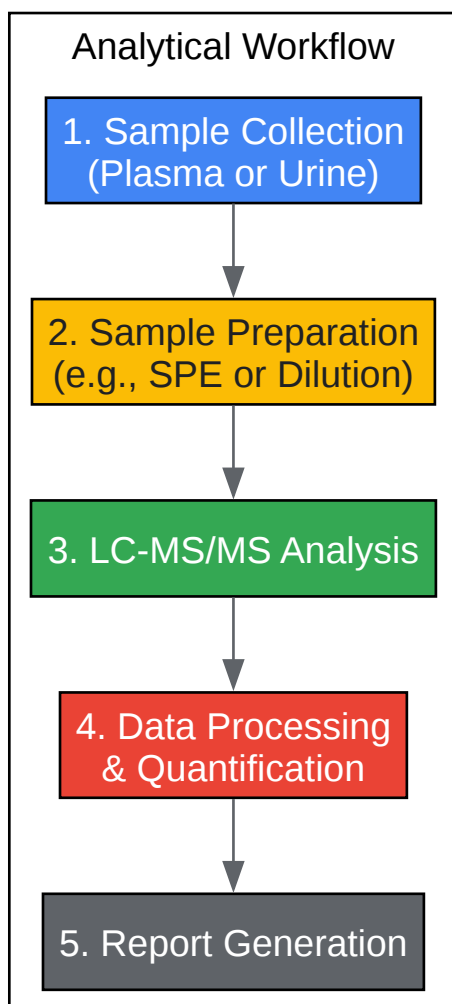 Analytical Workflow
1. Sample Collection
(Plasma or Urine)
2. Sample Preparation
(e.g., SPE or Dilution)
3. LC-MS/MS Analysis
4. Data Processing
& Quantification
5. Report Generation